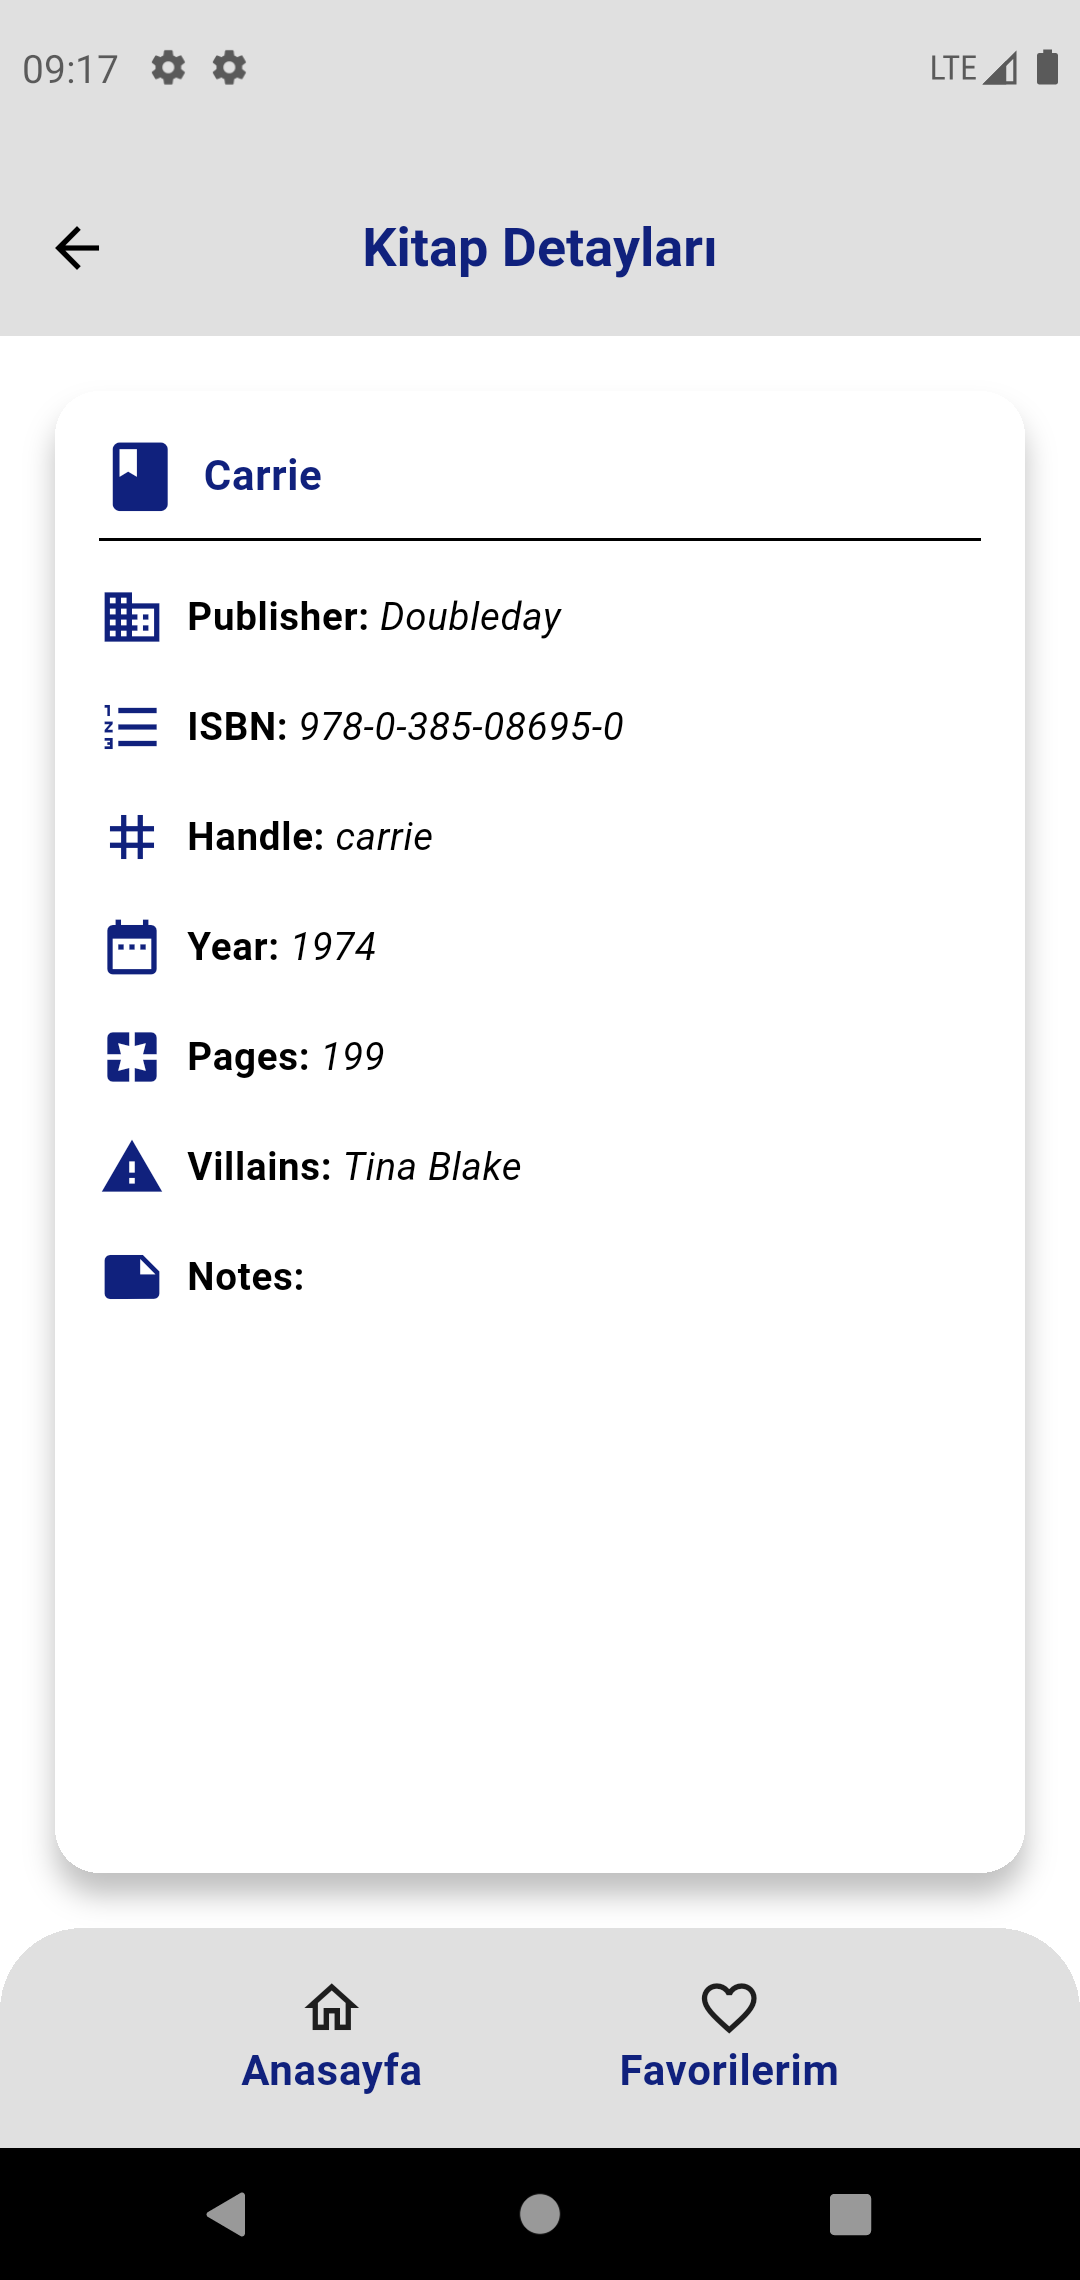 09:17 LTE
Kitap Detayları
Carrie
Publisher: Doubleday
ISBN: 978-0-385-08695-0
Handle: carrie
Year: 1974
Pages: 199
Villains: Tina Blake
Notes:
Anasayfa Favorilerim